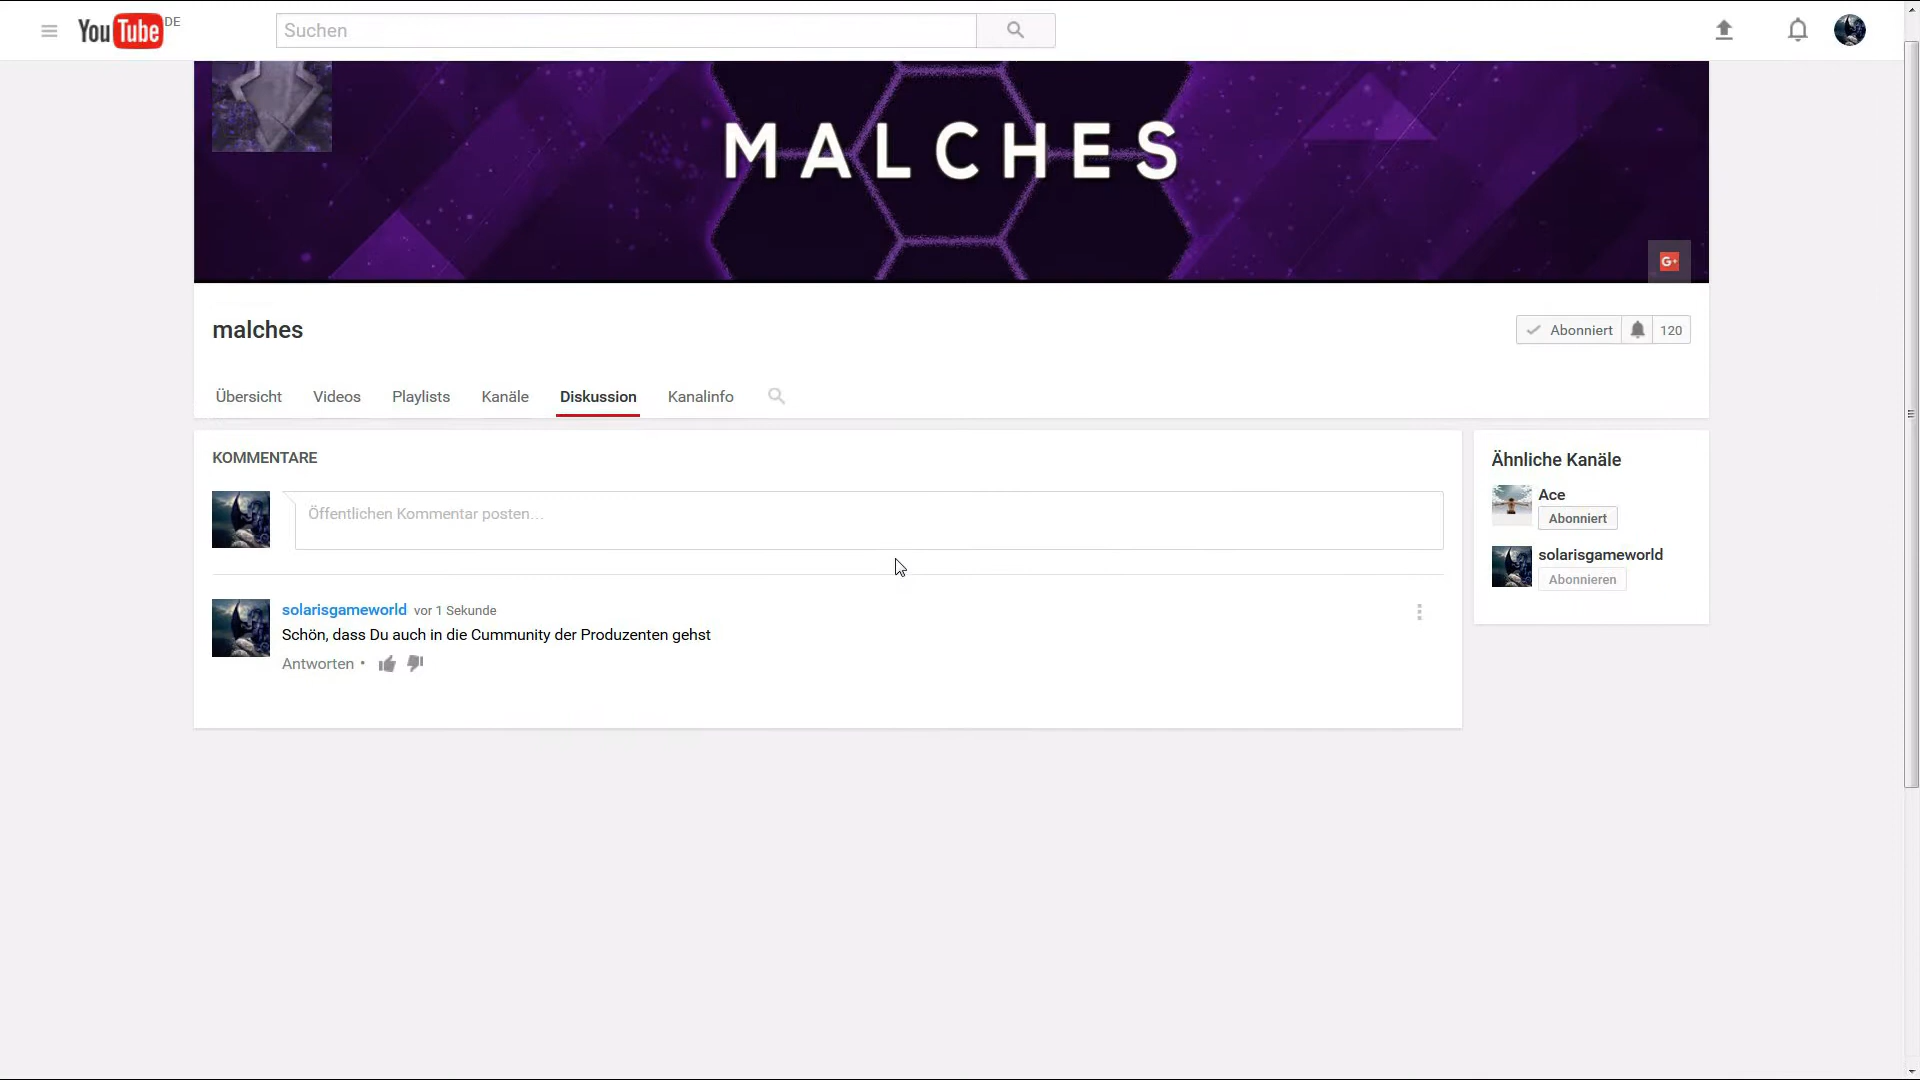 YouTube DE
Suchen
MALCHES
G+
malches
Abonniert 120
Übersicht Videos Playlists Kanäle Diskussion Kanalinfo
KOMMENTARE
Öffentlichen Kommentar posten...
solarisgameworld vor 1 Sekunde
Schön, dass Du auch in die Cummunity der Produzenten gehst
Antworten •
Ähnliche Kanäle
Ace
Abonniert
solarisgameworld
Abonnieren